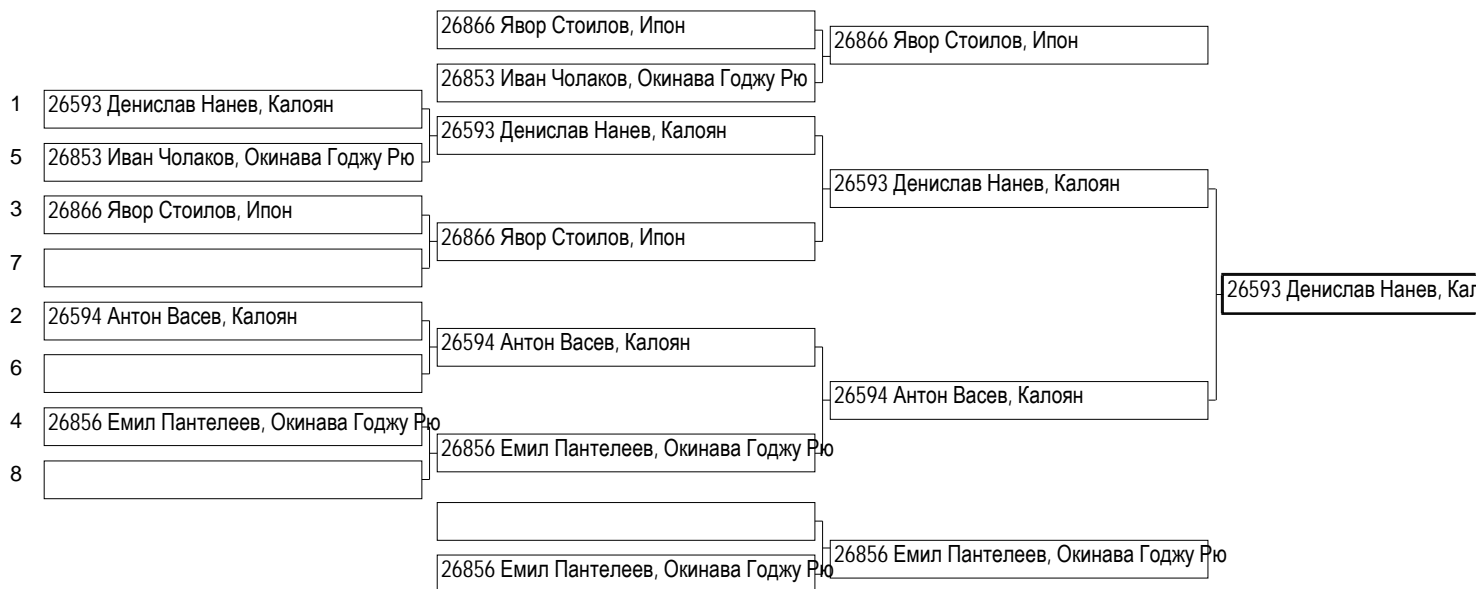 26866 Явор Стоилов, Ипон
26866 Явор Стоилов, Ипон
26853 Иван Чолаков, Окинава Годжу Рю
1 26593 Денислав Нанев, Калоян
26593 Денислав Нанев, Калоян
5 26853 Иван Чолаков, Окинава Годжу Рю
26593 Денислав Нанев, Калоян
3 26866 Явор Стоилов, Ипон
26866 Явор Стоилов, Ипон
7
26593 Денислав Нанев, Кал
2 26594 Антон Васев, Калоян
26594 Антон Васев, Калоян
6
26594 Антон Васев, Калоян
4 26856 Емил Пантелеев, Окинава Годжу Рю
26856 Емил Пантелеев, Окинава Годжу Рю
8
26856 Емил Пантелеев, Окинава Годжу Рю
26856 Емил Пантелеев, Окинава Годжу Рю